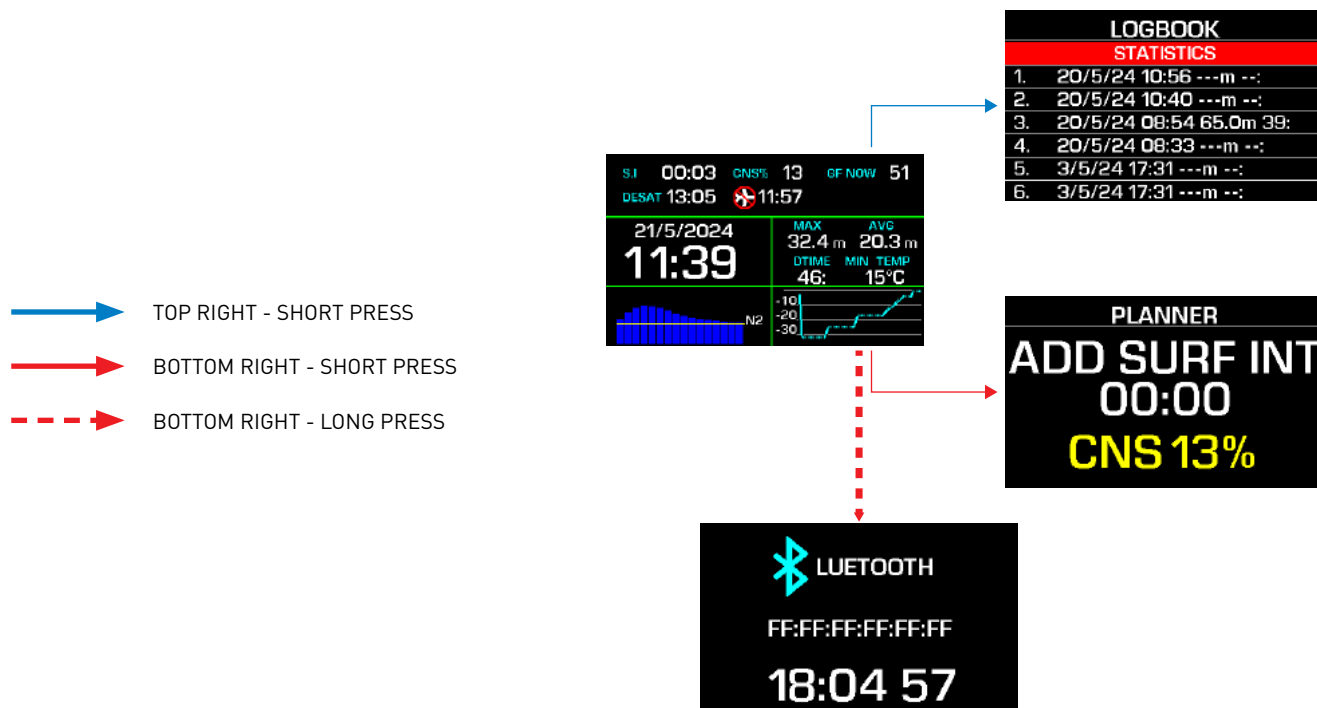 LOGBOOK
STATISTICS
1. 20/5/24 10:56 ---m --:
2. 20/5/24 10:40 ---m --:
3. 20/5/24 08:54 65.0m 39:
4. 20/5/24 08:33 ---m --:
5. 3/5/24 17:31 ---m --:
6. 3/5/24 17:31 ---m --:
S.I 00:03 CNS% 13 GF NOW 51
DESAT 13:05 11:57
21/5/2024
11:39
MAX AVG
32.4 m 20.3 m
DTIME MIN TEMP
46: 15°C
N2
-10
-20
-30
TOP RIGHT - SHORT PRESS
BOTTOM RIGHT - SHORT PRESS
BOTTOM RIGHT - LONG PRESS
PLANNER
ADD SURF INT
00:00
CNS 13%
LUETOOTH
FF:FF:FF:FF:FF:FF
18:04 57